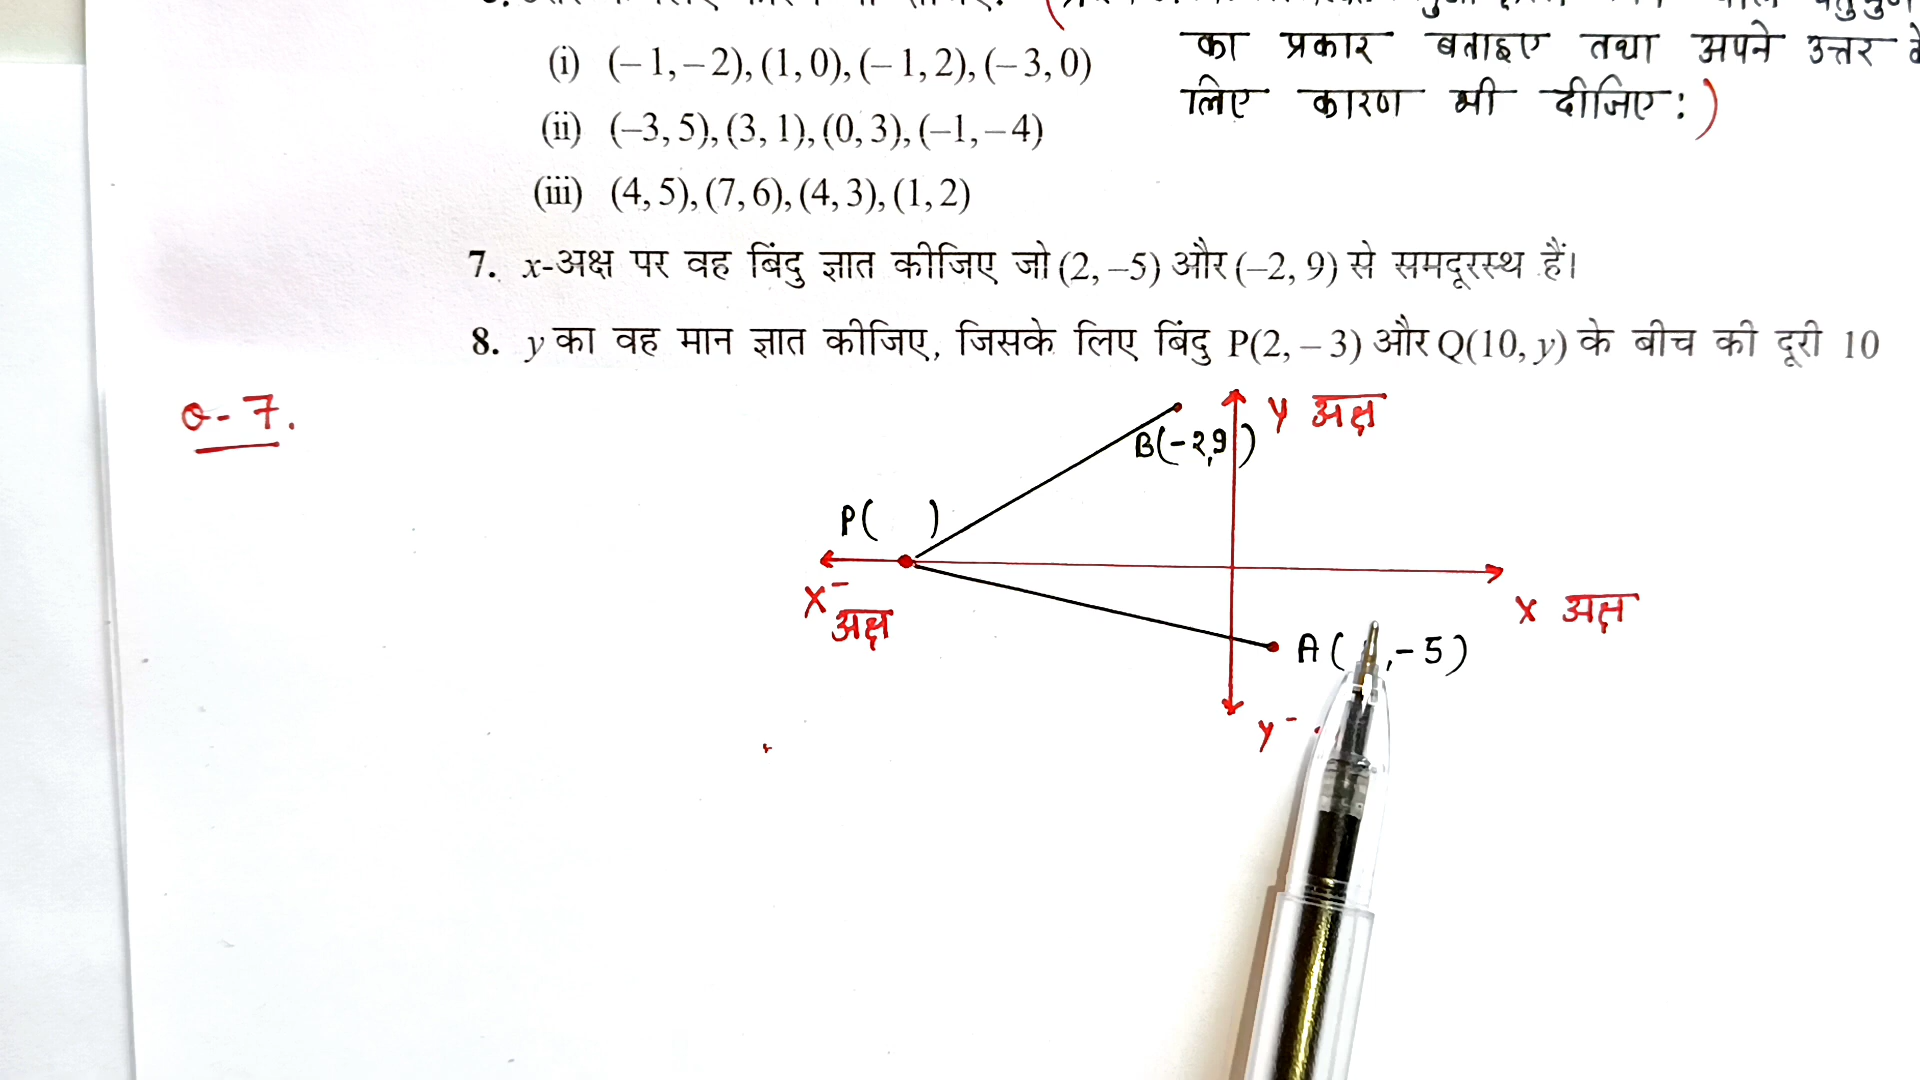 का प्रकार बताइए तथा अपने उत्तर के
लिए कारण भी दीजिए:)
(i) (– 1, – 2), (1, 0), (– 1, 2), (– 3, 0)
(ii) (–3, 5), (3, 1), (0, 3), (–1, – 4)
(iii) (4, 5), (7, 6), (4, 3), (1, 2)
7. x-अक्ष पर वह बिंदु ज्ञात कीजिए जो (2, –5) और (–2, 9) से समदूरस्थ हैं।
8. y का वह मान ज्ञात कीजिए, जिसके लिए बिंदु P(2, – 3) और Q(10, y) के बीच की दूरी 10
Q-7.
y अक्ष
B(-2,9)
P( )
x⁻
अक्ष
x अक्ष
A( ,-5)
y⁻